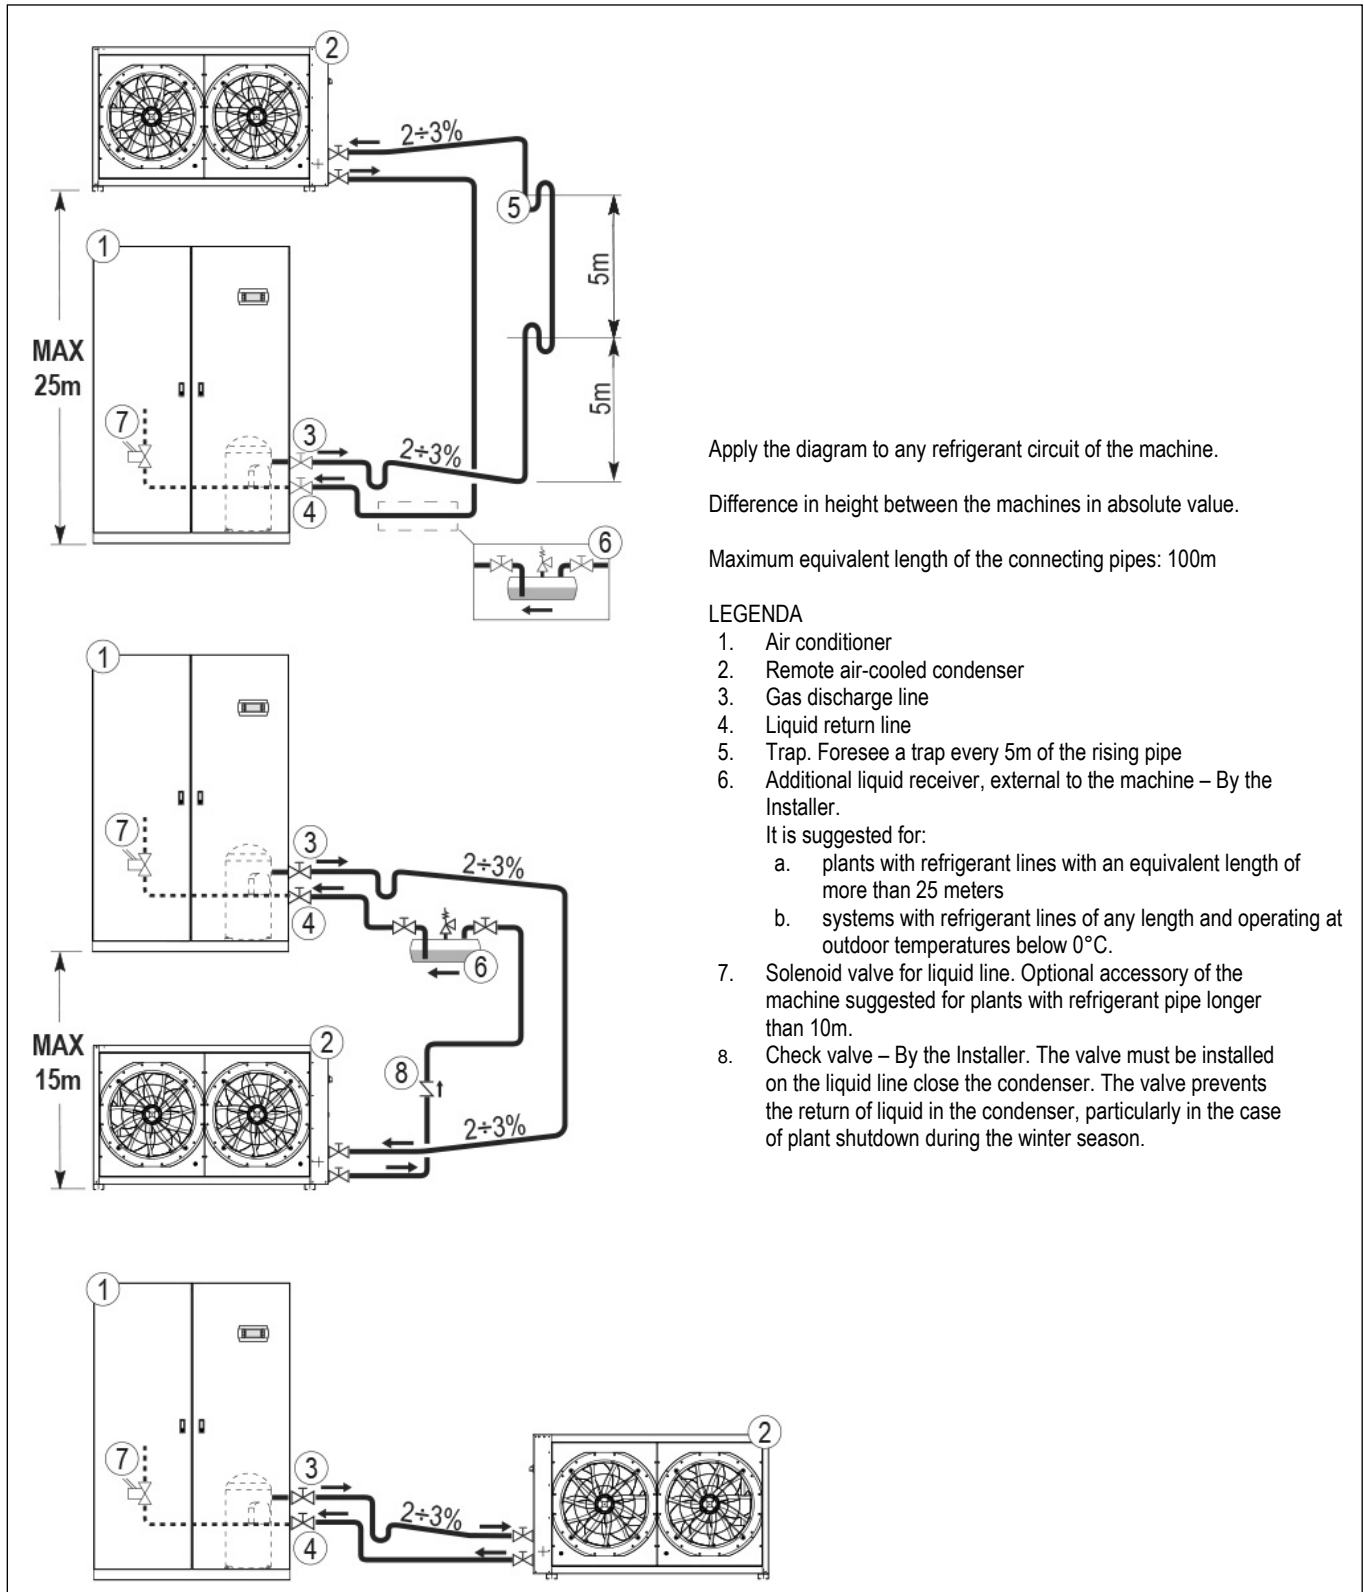 2
2÷3%
5
1
5m
MAX
25m
5m
7
3
2÷3%
4
6
Apply the diagram to any refrigerant circuit of the machine.
Difference in height between the machines in absolute value.
Maximum equivalent length of the connecting pipes: 100m
LEGENDA
1. Air conditioner
2. Remote air-cooled condenser
3. Gas discharge line
4. Liquid return line
5. Trap. Foresee a trap every 5m of the rising pipe
6. Additional liquid receiver, external to the machine – By the
Installer.
It is suggested for:
a. plants with refrigerant lines with an equivalent length of
more than 25 meters
b. systems with refrigerant lines of any length and operating at
outdoor temperatures below 0°C.
7. Solenoid valve for liquid line. Optional accessory of the
machine suggested for plants with refrigerant pipe longer
than 10m.
8. Check valve – By the Installer. The valve must be installed
on the liquid line close the condenser. The valve prevents
the return of liquid in the condenser, particularly in the case
of plant shutdown during the winter season.
1
7
3
2÷3%
4
6
MAX
15m
2
8
2÷3%
1
2
7
3
2÷3%
4